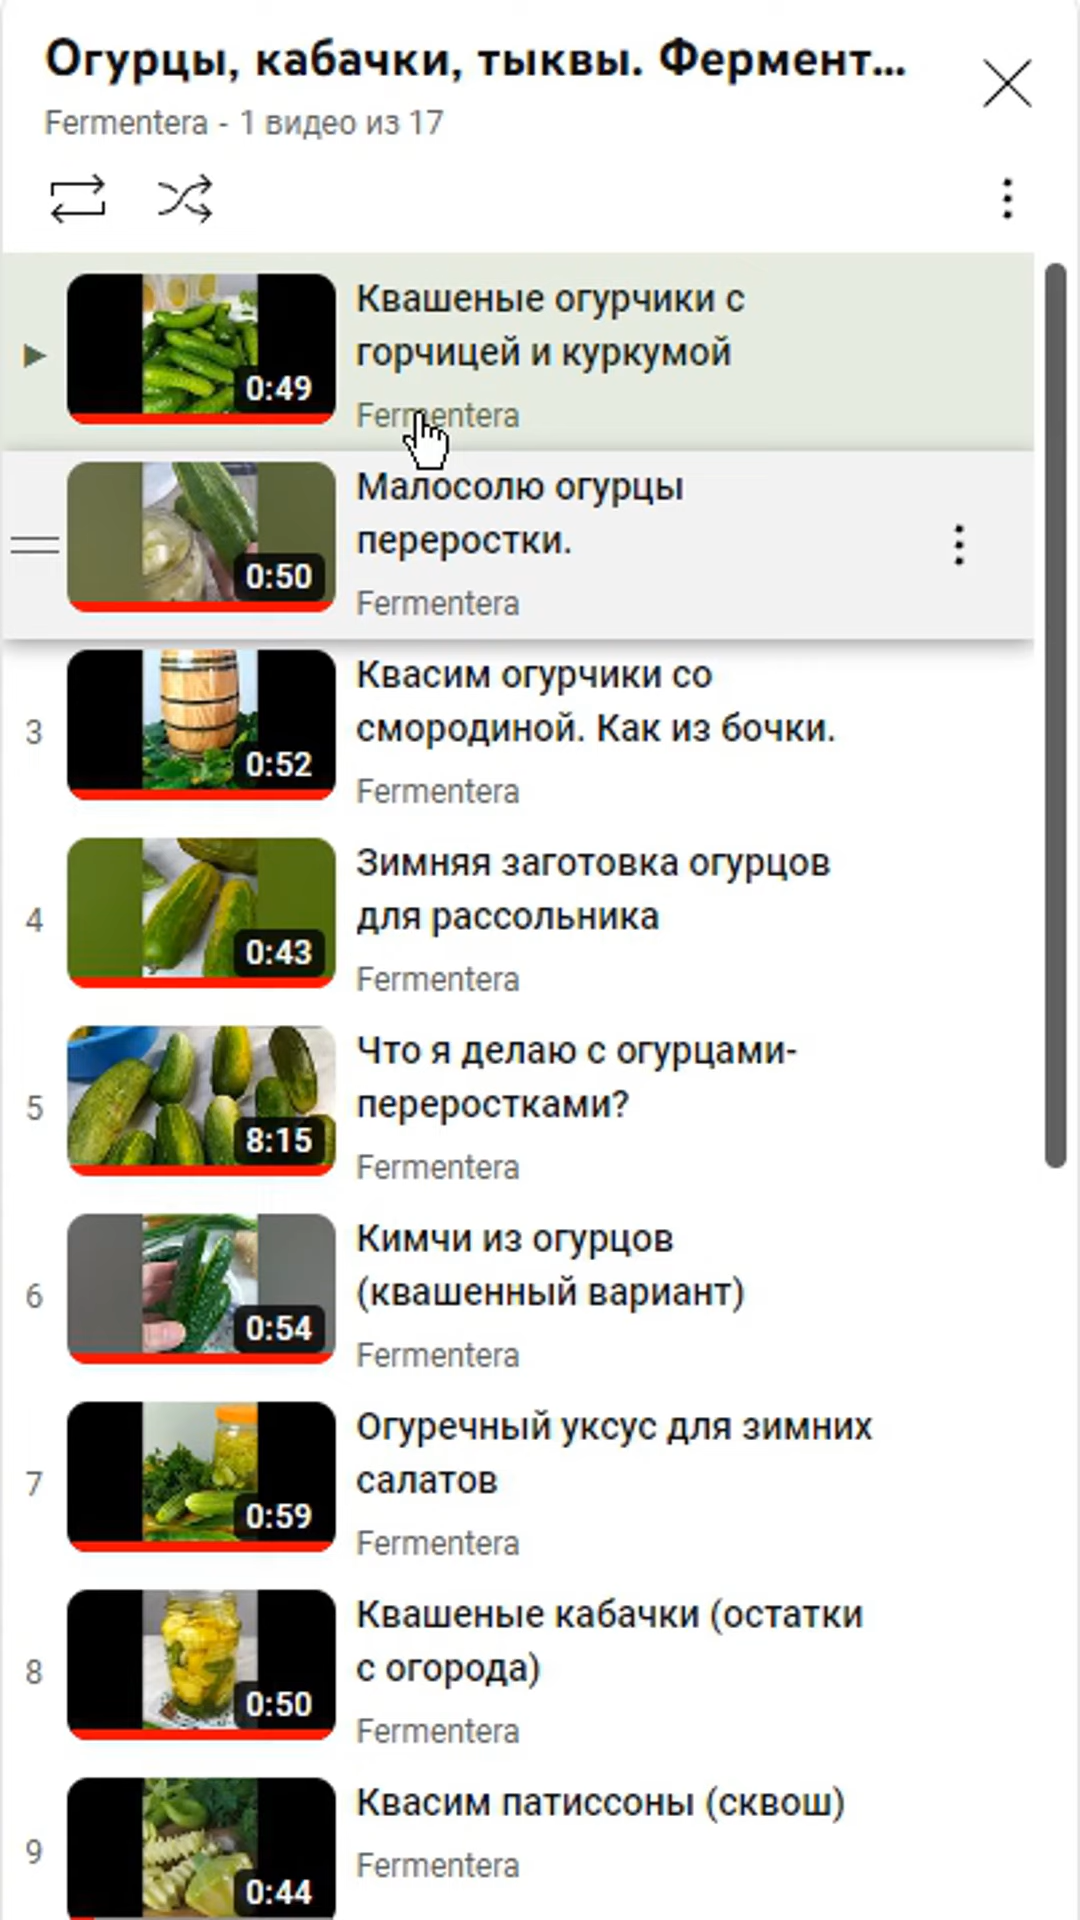 Огурцы, кабачки, тыквы. Фермент...
Fermentera - 1 видео из 17
0:49
Квашеные огурчики с
горчицей и куркумой
Fermentera
0:50
Малосолю огурцы
переростки.
Fermentera
3
0:52
Квасим огурчики со
смородиной. Как из бочки.
Fermentera
4
0:43
Зимняя заготовка огурцов
для рассольника
Fermentera
5
8:15
Что я делаю с огурцами-
переростками?
Fermentera
6
0:54
Кимчи из огурцов
(квашенный вариант)
Fermentera
7
0:59
Огуречный уксус для зимних
салатов
Fermentera
8
0:50
Квашеные кабачки (остатки
с огорода)
Fermentera
9
0:44
Квасим патиссоны (сквош)
Fermentera